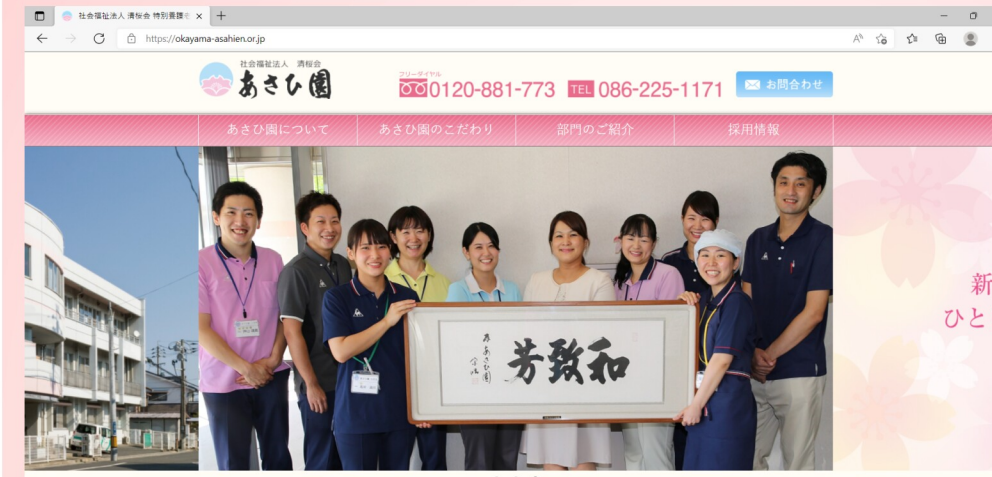 社会福祉法人 清桜会 特別養護老
https://okayama-asahien.or.jp
社会福祉法人 清桜会
あさひ園
フリーダイヤル
0120-881-773
TEL 086-225-1171
お問合わせ
あさひ園について
あさひ園のこだわり
部門のご紹介
採用情報
和致芳
あさひ園
新
ひと